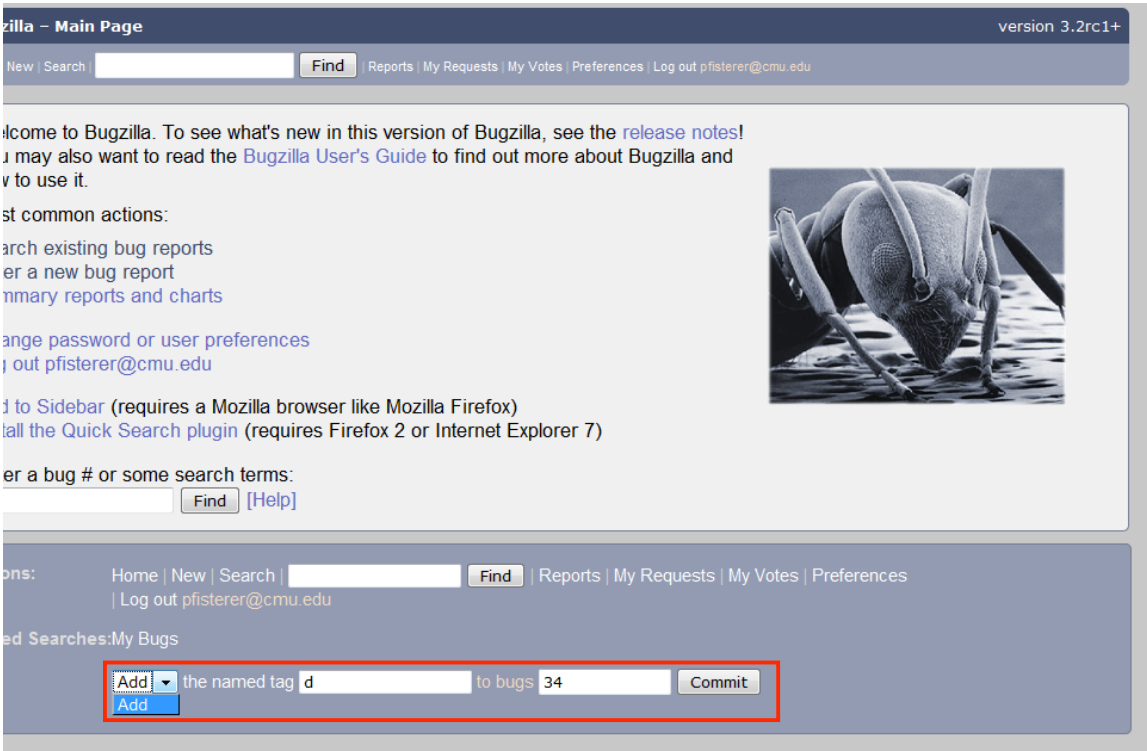 zilla – Main Page version 3.2rc1+
New | Search | Find | Reports | My Requests | My Votes | Preferences | Log out pfisterer@cmu.edu
elcome to Bugzilla. To see what's new in this version of Bugzilla, see the release notes!
u may also want to read the Bugzilla User's Guide to find out more about Bugzilla and
w to use it.
st common actions:
arch existing bug reports
er a new bug report
mmary reports and charts
ange password or user preferences
g out pfisterer@cmu.edu
d to Sidebar (requires a Mozilla browser like Mozilla Firefox)
tall the Quick Search plugin (requires Firefox 2 or Internet Explorer 7)
er a bug # or some search terms:
Find [Help]
ons: Home | New | Search | Find | Reports | My Requests | My Votes | Preferences
| Log out pfisterer@cmu.edu
ed Searches: My Bugs
Add the named tag d to bugs 34 Commit
Add